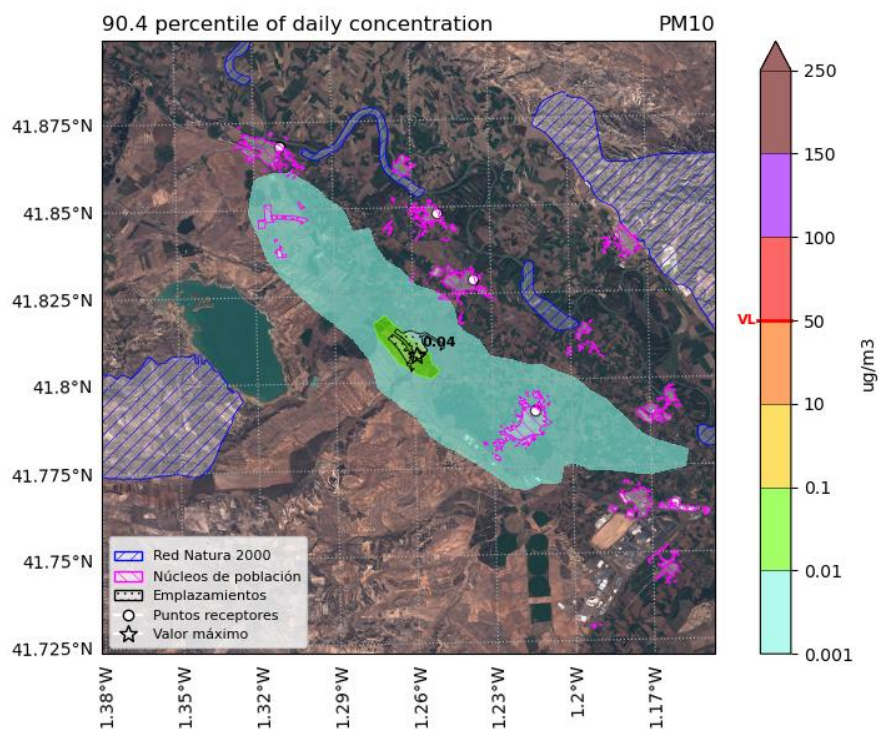 90.4 percentile of daily concentration PM10
41.875°N
41.85°N
41.825°N
41.8°N
41.775°N
41.75°N
41.725°N
0.04
Red Natura 2000
Núcleos de población
Emplazamientos
Puntos receptores
Valor máximo
1.38°W
1.35°W
1.32°W
1.29°W
1.26°W
1.23°W
1.2°W
1.17°W
250
150
100
VL 50
10
0.1
0.01
0.001
ug/m3